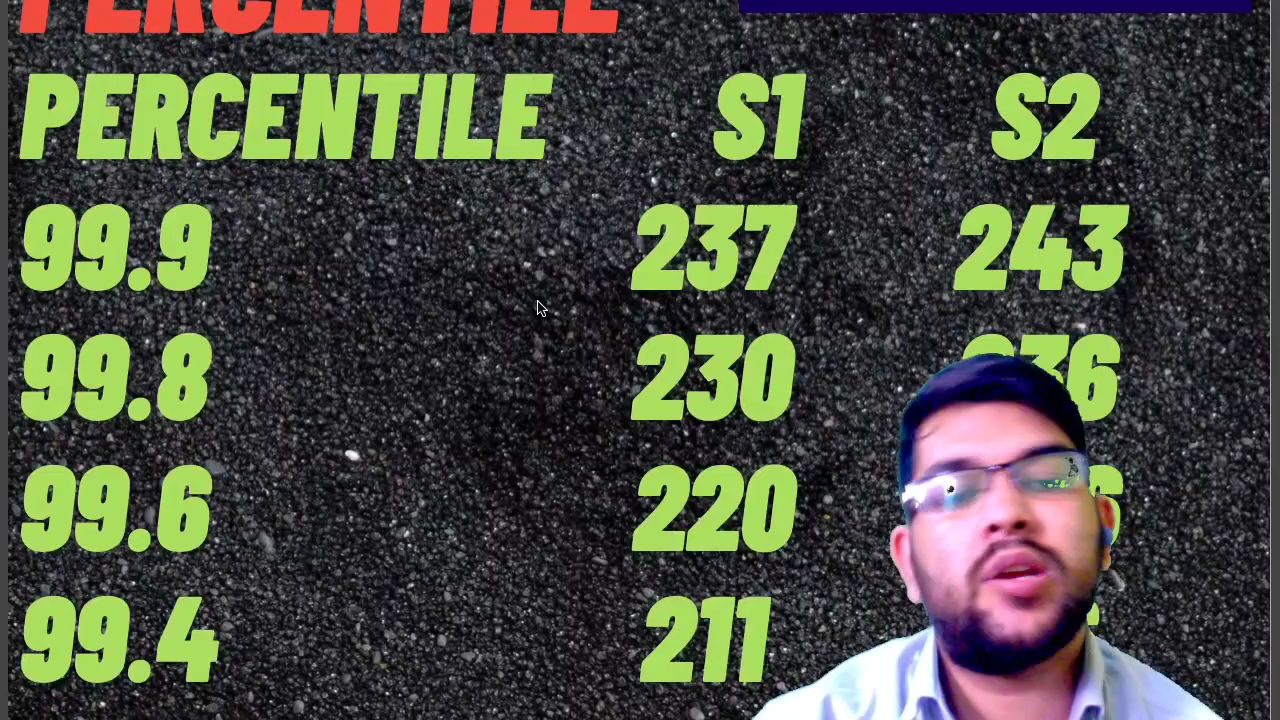 PERCENTILE
PERCENTILE S1 S2
99.9 237 243
99.8 230
99.6 220
99.4 211